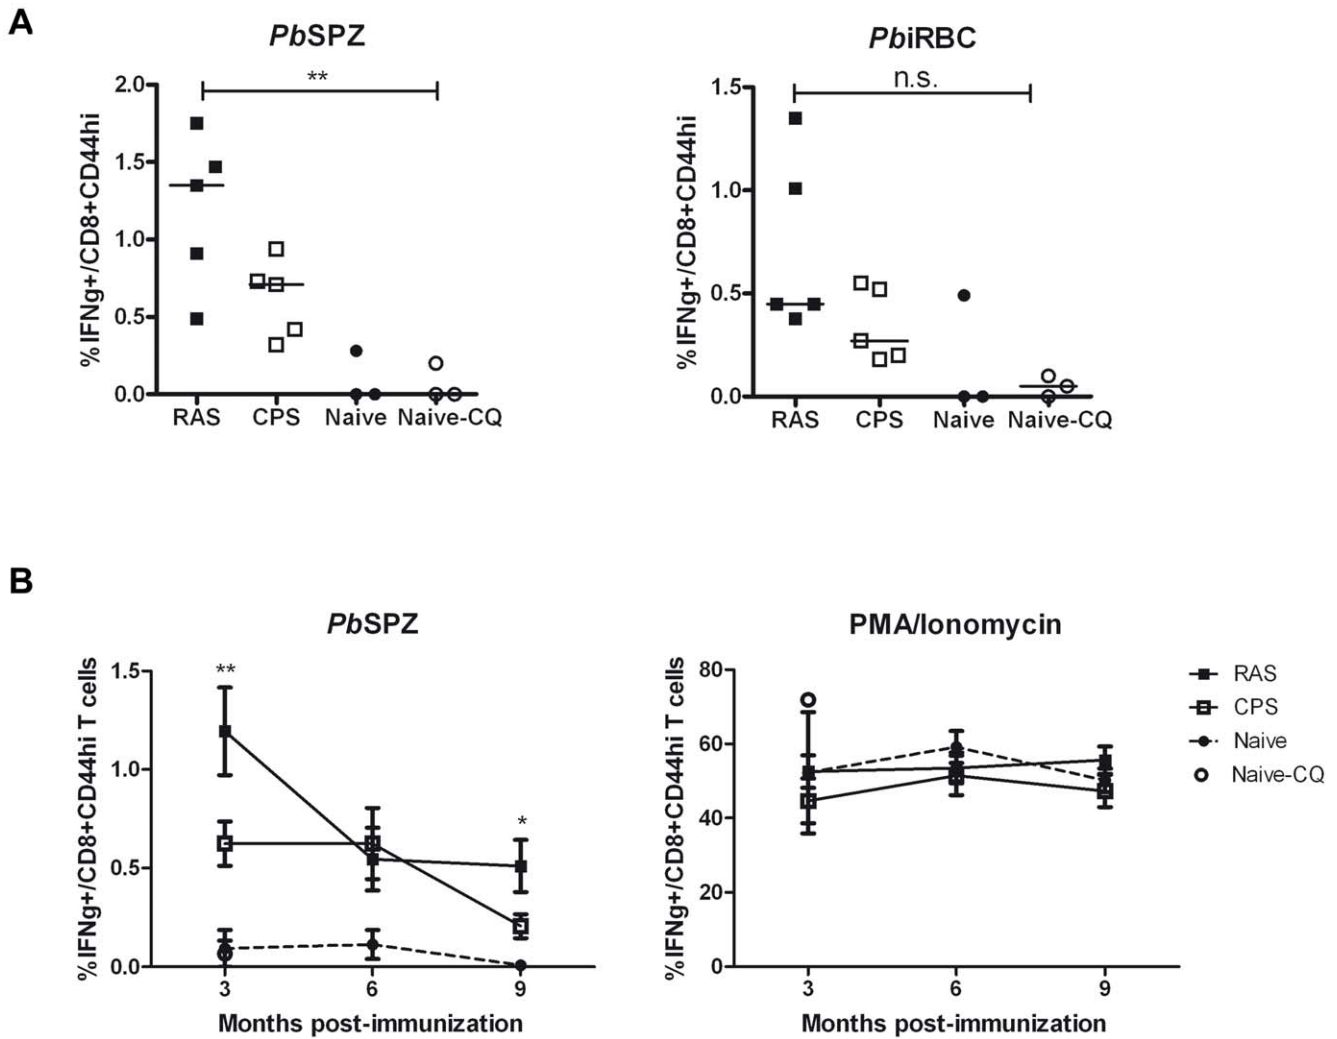 A
PbSPZ
PbiRBC
%IFNg+/CD8+CD44hi
2.0
1.5
1.0
0.5
0.0
**
RAS CPS Naive Naive-CQ
%IFNg+/CD8+CD44hi
1.5
1.0
0.5
0.0
n.s.
RAS CPS Naive Naive-CQ
B
PbSPZ
PMA/Ionomycin
%IFNg+/CD8+CD44hi T cells
1.5
1.0
0.5
0.0
**
*
3 6 9
Months post-immunization
%IFNg+/CD8+CD44hi T cells
80
60
40
20
0
3 6 9
Months post-immunization
RAS
CPS
Naive
Naive-CQ